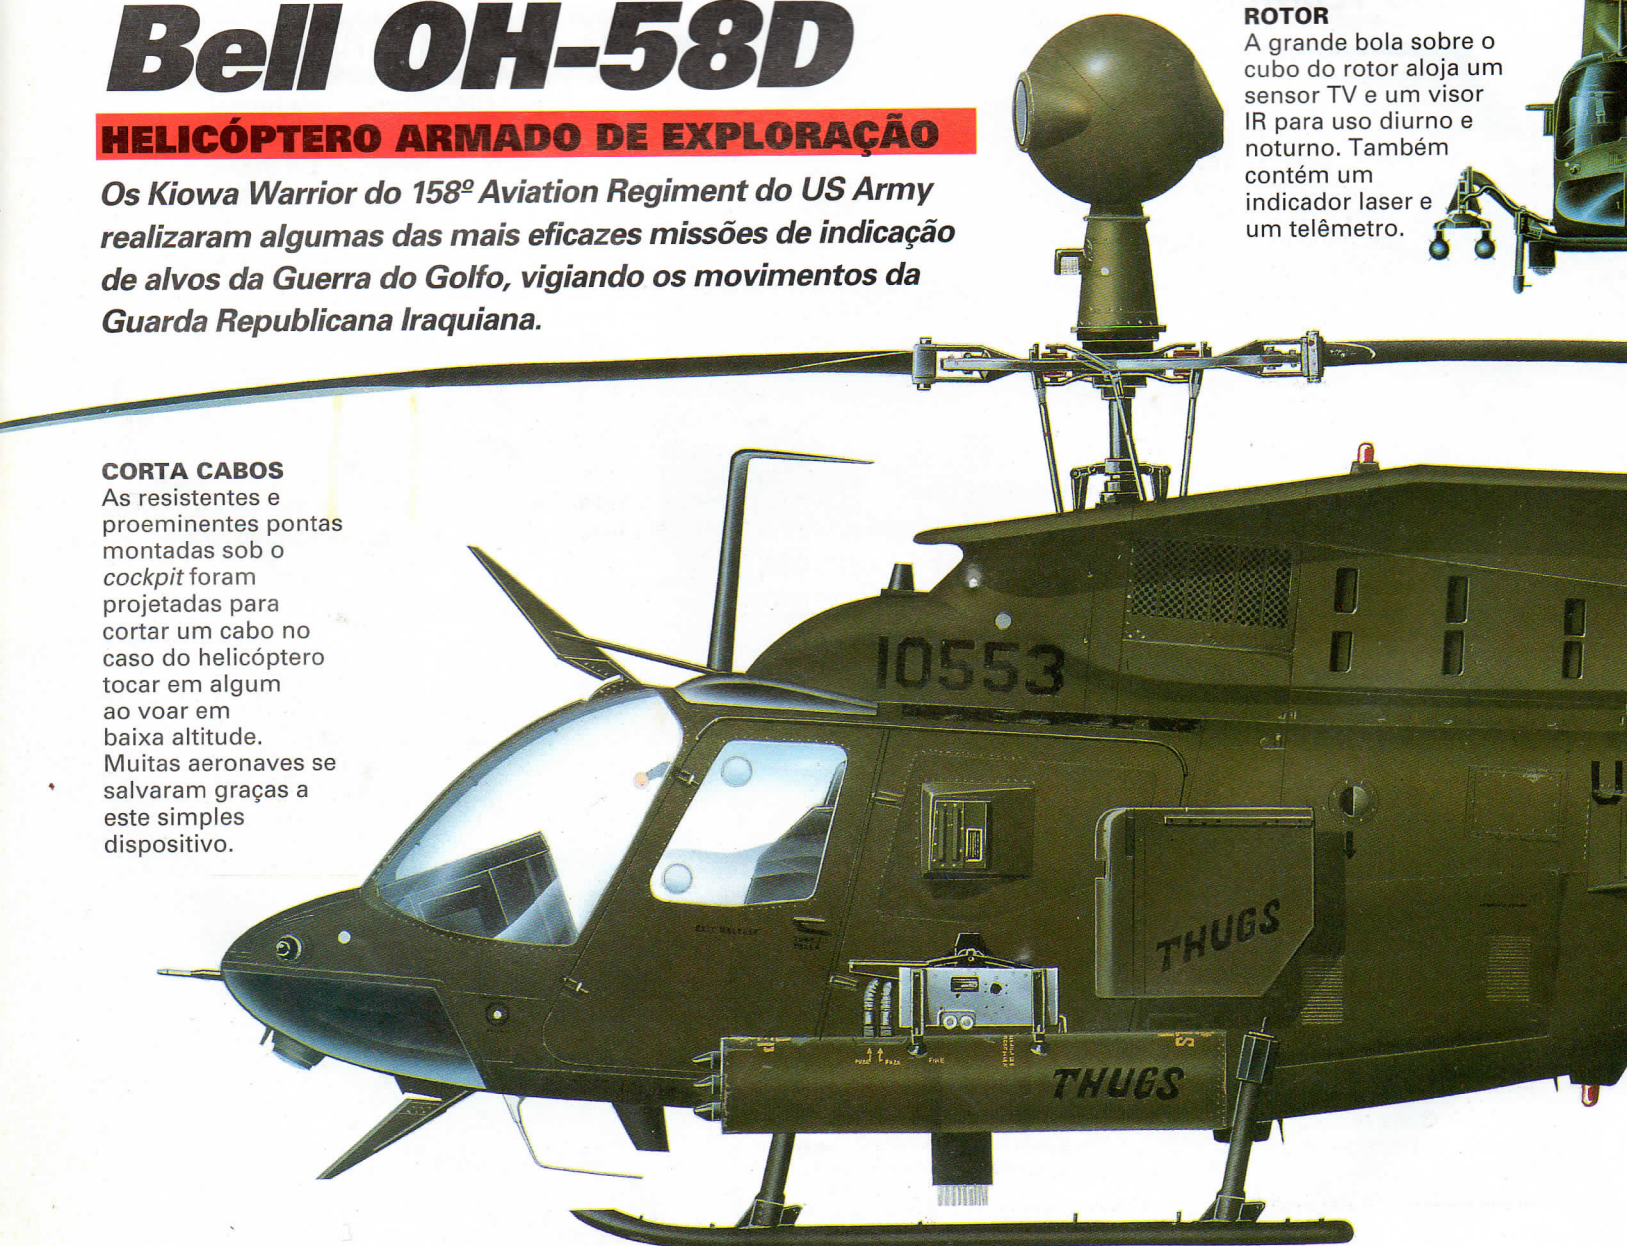 Bell OH-58D
HELICÓPTERO ARMADO DE EXPLORAÇÃO
Os Kiowa Warrior do 158º Aviation Regiment do US Army
realizaram algumas das mais eficazes missões de indicação
de alvos da Guerra do Golfo, vigiando os movimentos da
Guarda Republicana Iraquiana.
ROTOR
A grande bola sobre o
cubo do rotor aloja um
sensor TV e um visor
IR para uso diurno e
noturno. Também
contém um
indicador laser e
um telêmetro.
CORTA CABOS
As resistentes e
proeminentes pontas
montadas sob o
cockpit foram
projetadas para
cortar um cabo no
caso do helicóptero
tocar em algum
ao voar em
baixa altitude.
Muitas aeronaves se
salvaram graças a
este simples
dispositivo.
10553
U
THUGS
THUGS